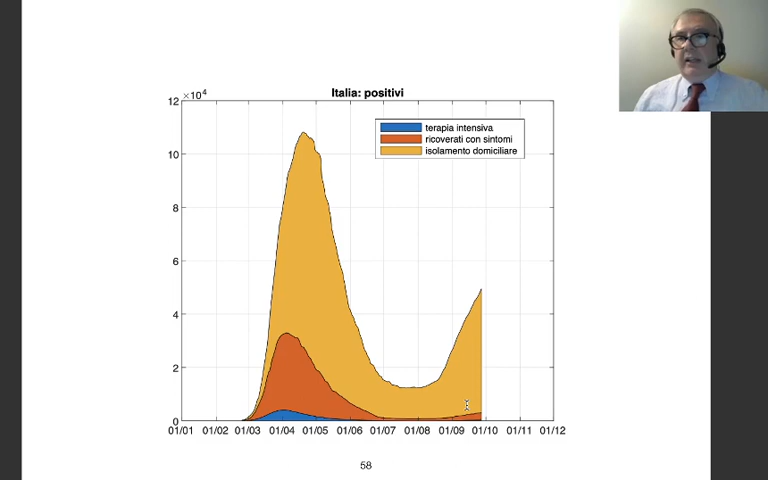 Italia: positivi
×10⁴
12
10
8
6
4
2
0
terapia intensiva
ricoverati con sintomi
isolamento domiciliare
01/01 01/02 01/03 01/04 01/05 01/06 01/07 01/08 01/09 01/10 01/11 01/12
58